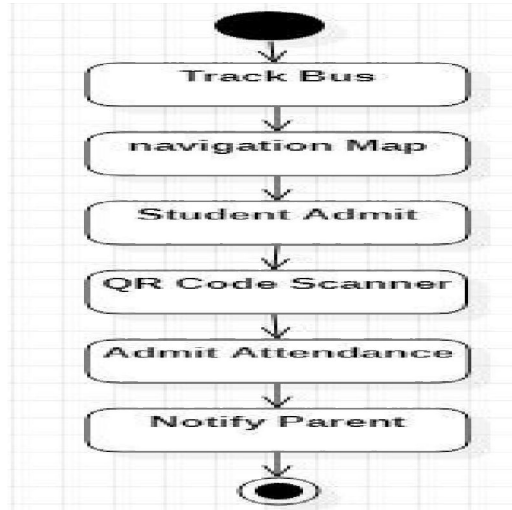 Track Bus
navigation Map
Student Admit
QR Code Scanner
Admit Attendance
Notify Parent